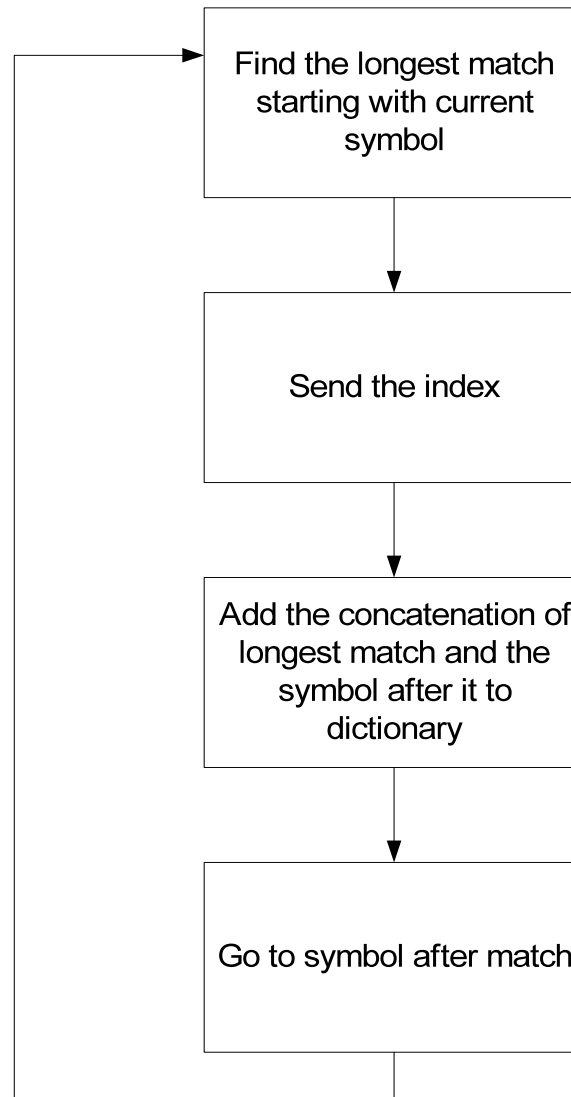 Find the longest match
starting with current
symbol
Send the index
Add the concatenation of
longest match and the
symbol after it to
dictionary
Go to symbol after match